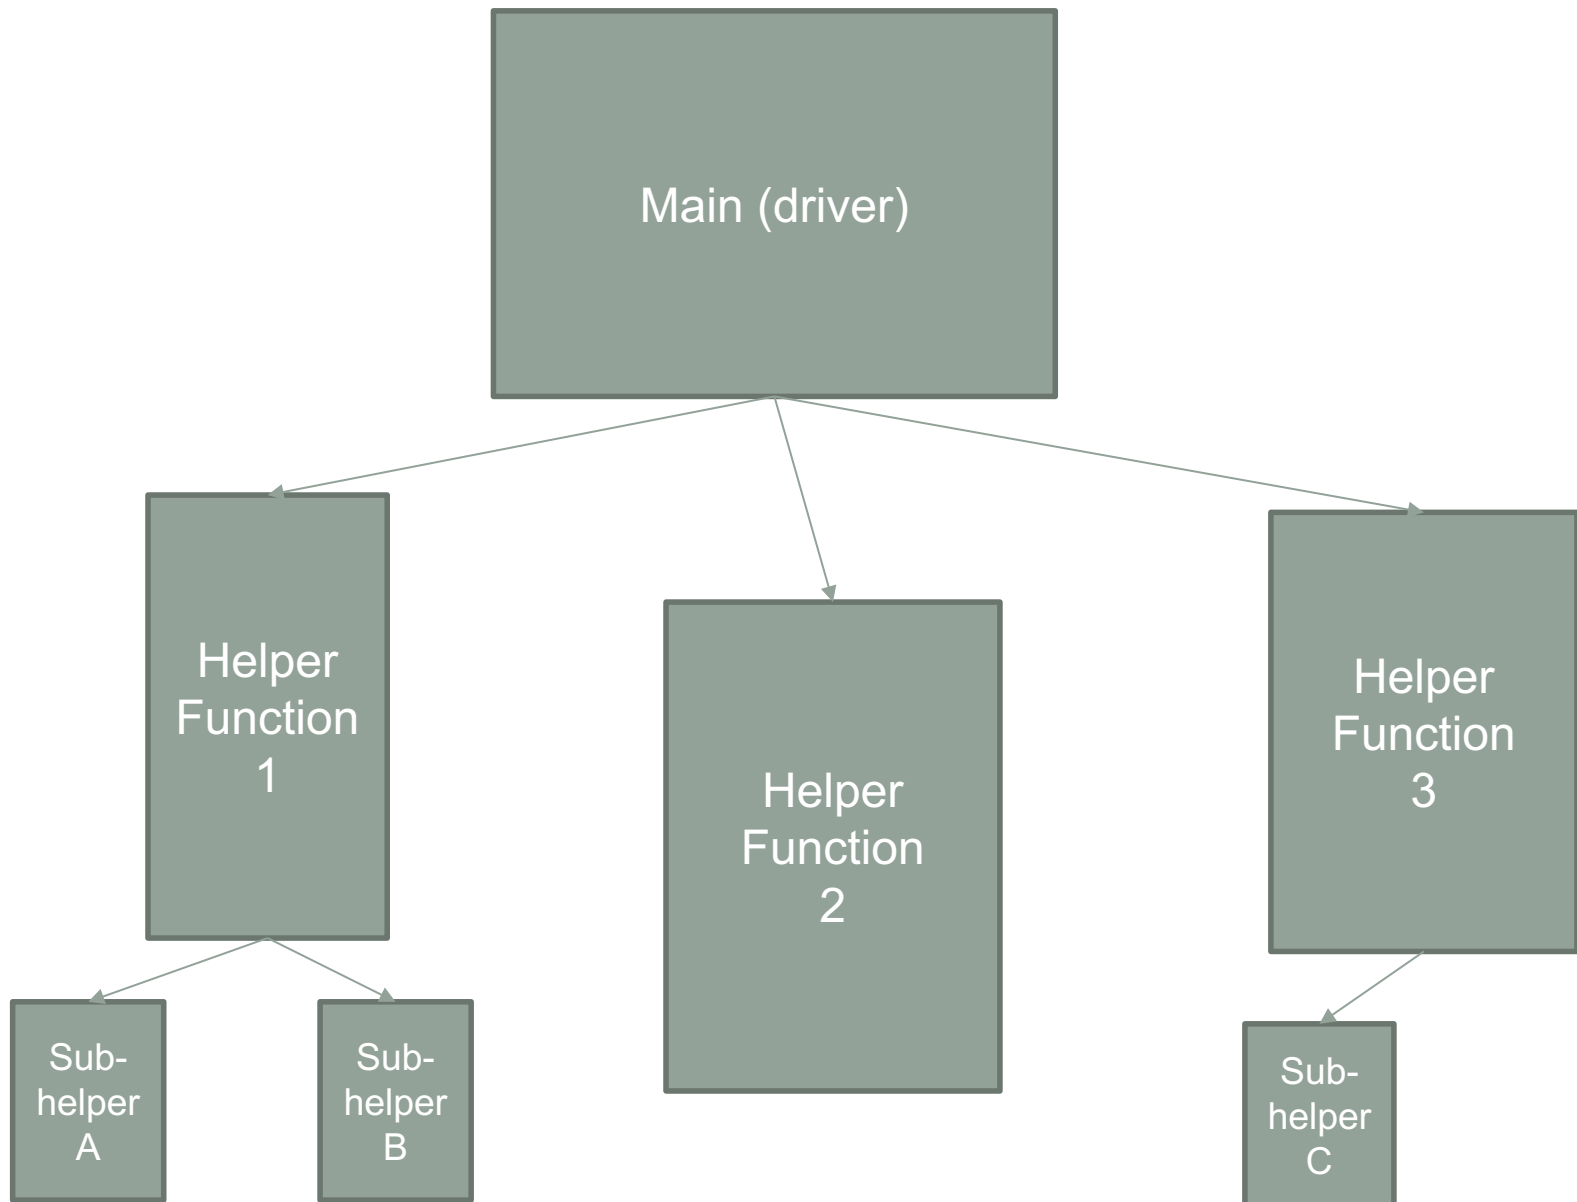 Main (driver)
Helper
Function
1
Helper
Function
2
Helper
Function
3
Sub-
helper
A
Sub-
helper
B
Sub-
helper
C